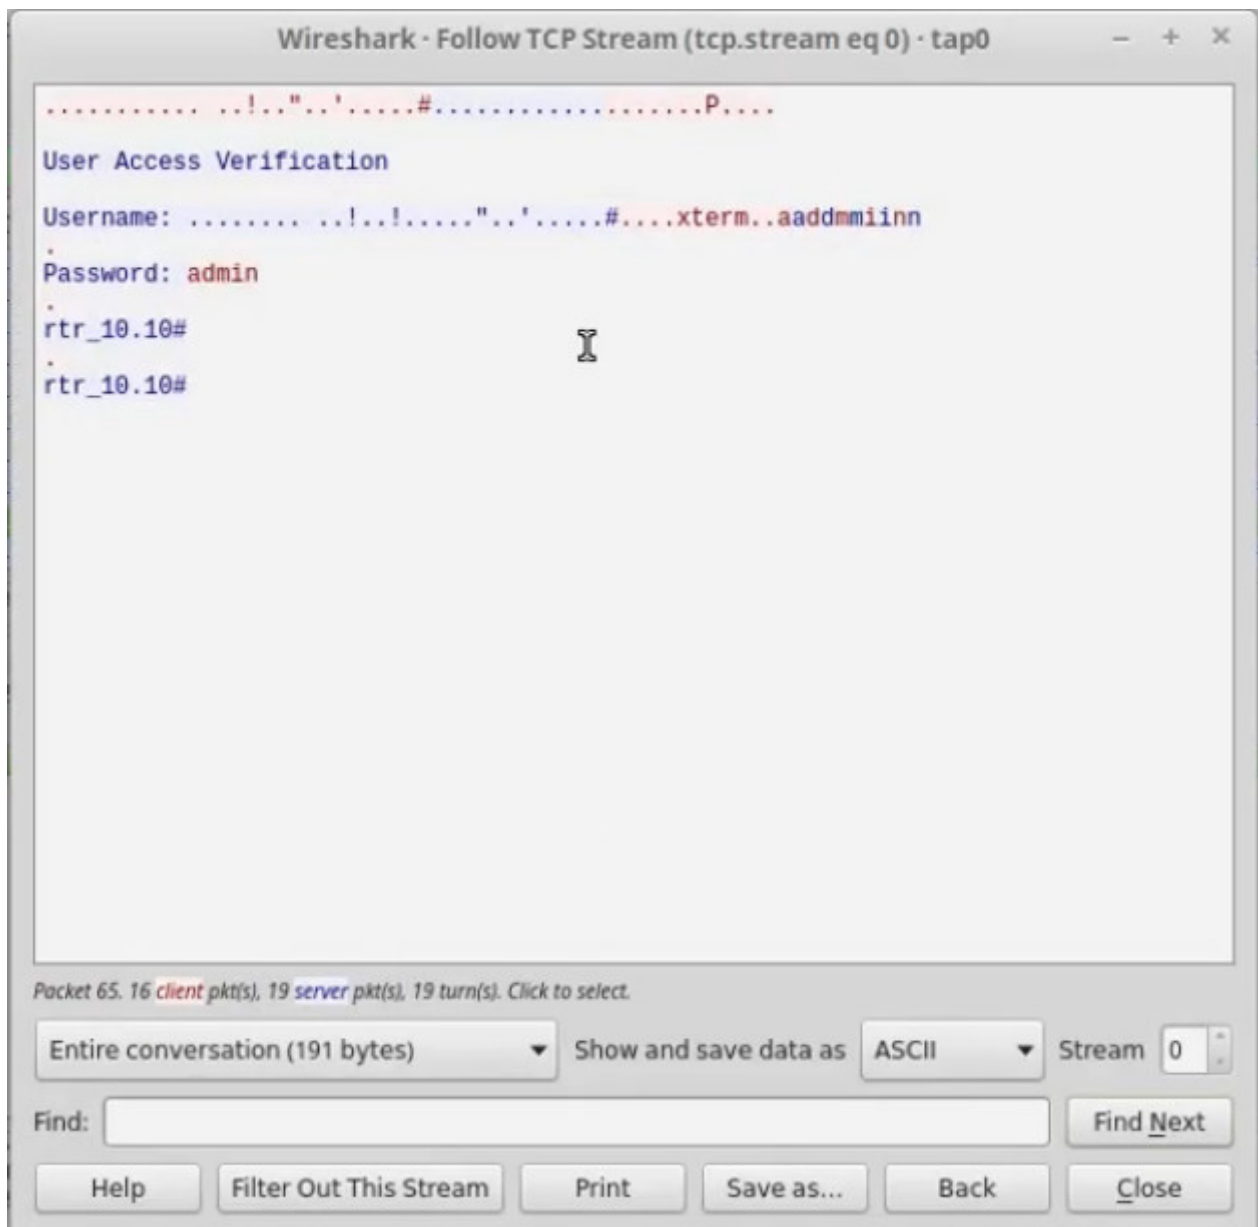 Wireshark · Follow TCP Stream (tcp.stream eq 0) · tap0
........... ..!.."..'.....#...................P....
User Access Verification
Username: ........ ..!..!....."..'.....#....xterm..aaddmmiinn
.
Password: admin
.
rtr_10.10#
.
rtr_10.10#
Packet 65. 16 client pkt(s), 19 server pkt(s), 19 turn(s). Click to select.
Entire conversation (191 bytes) Show and save data as ASCII Stream 0
Find: Find Next
Help Filter Out This Stream Print Save as... Back Close